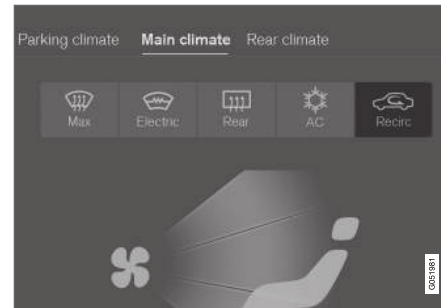 Parking climate Main climate Rear climate
Max Electric Rear AC Recirc
G051981